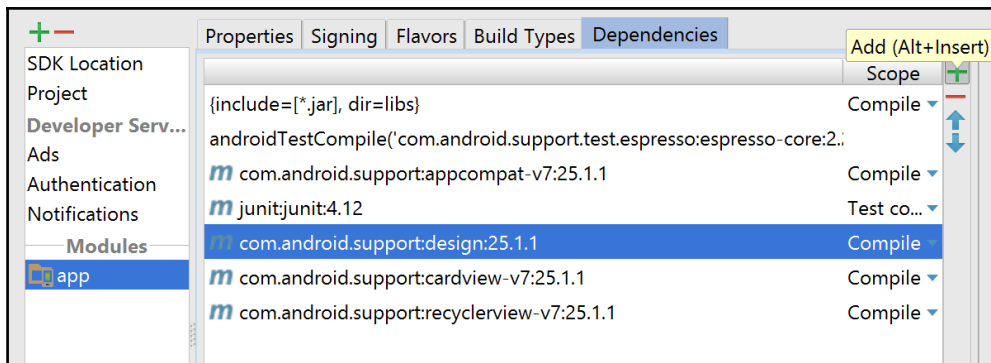 Properties Signing Flavors Build Types Dependencies
Add (Alt+Insert)
SDK Location
Project
Developer Serv...
Ads
Authentication
Notifications
Modules
app
Scope
{include=[*.jar], dir=libs} Compile
androidTestCompile('com.android.support.test.espresso:espresso-core:2.
m com.android.support:appcompat-v7:25.1.1 Compile
m junit:junit:4.12 Test co...
m com.android.support:design:25.1.1 Compile
m com.android.support:cardview-v7:25.1.1 Compile
m com.android.support:recyclerview-v7:25.1.1 Compile